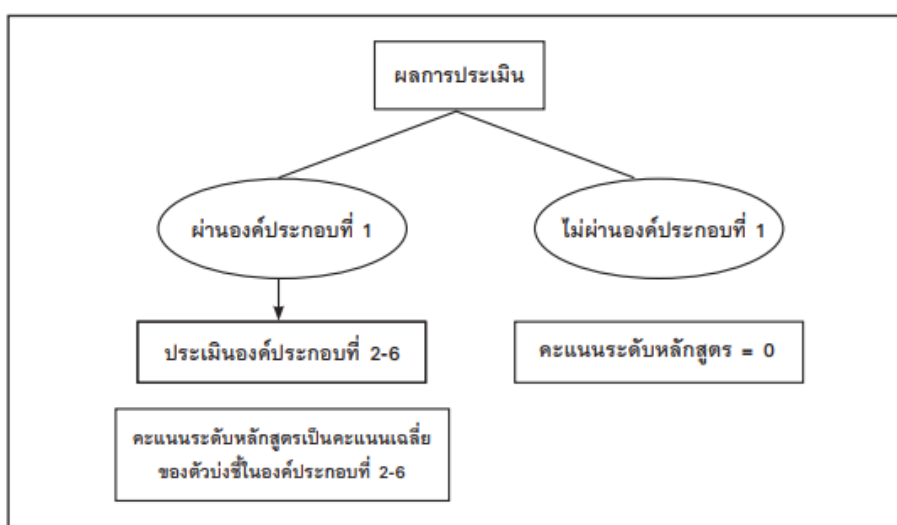 ผลการประเมิน
ผ่านองค์ประกอบที่ 1
ไม่ผ่านองค์ประกอบที่ 1
ประเมินองค์ประกอบที่ 2-6
คะแนนระดับหลักสูตร = 0
คะแนนระดับหลักสูตรเป็นคะแนนเฉลี่ย
ของตัวบ่งชี้ในองค์ประกอบที่ 2-6